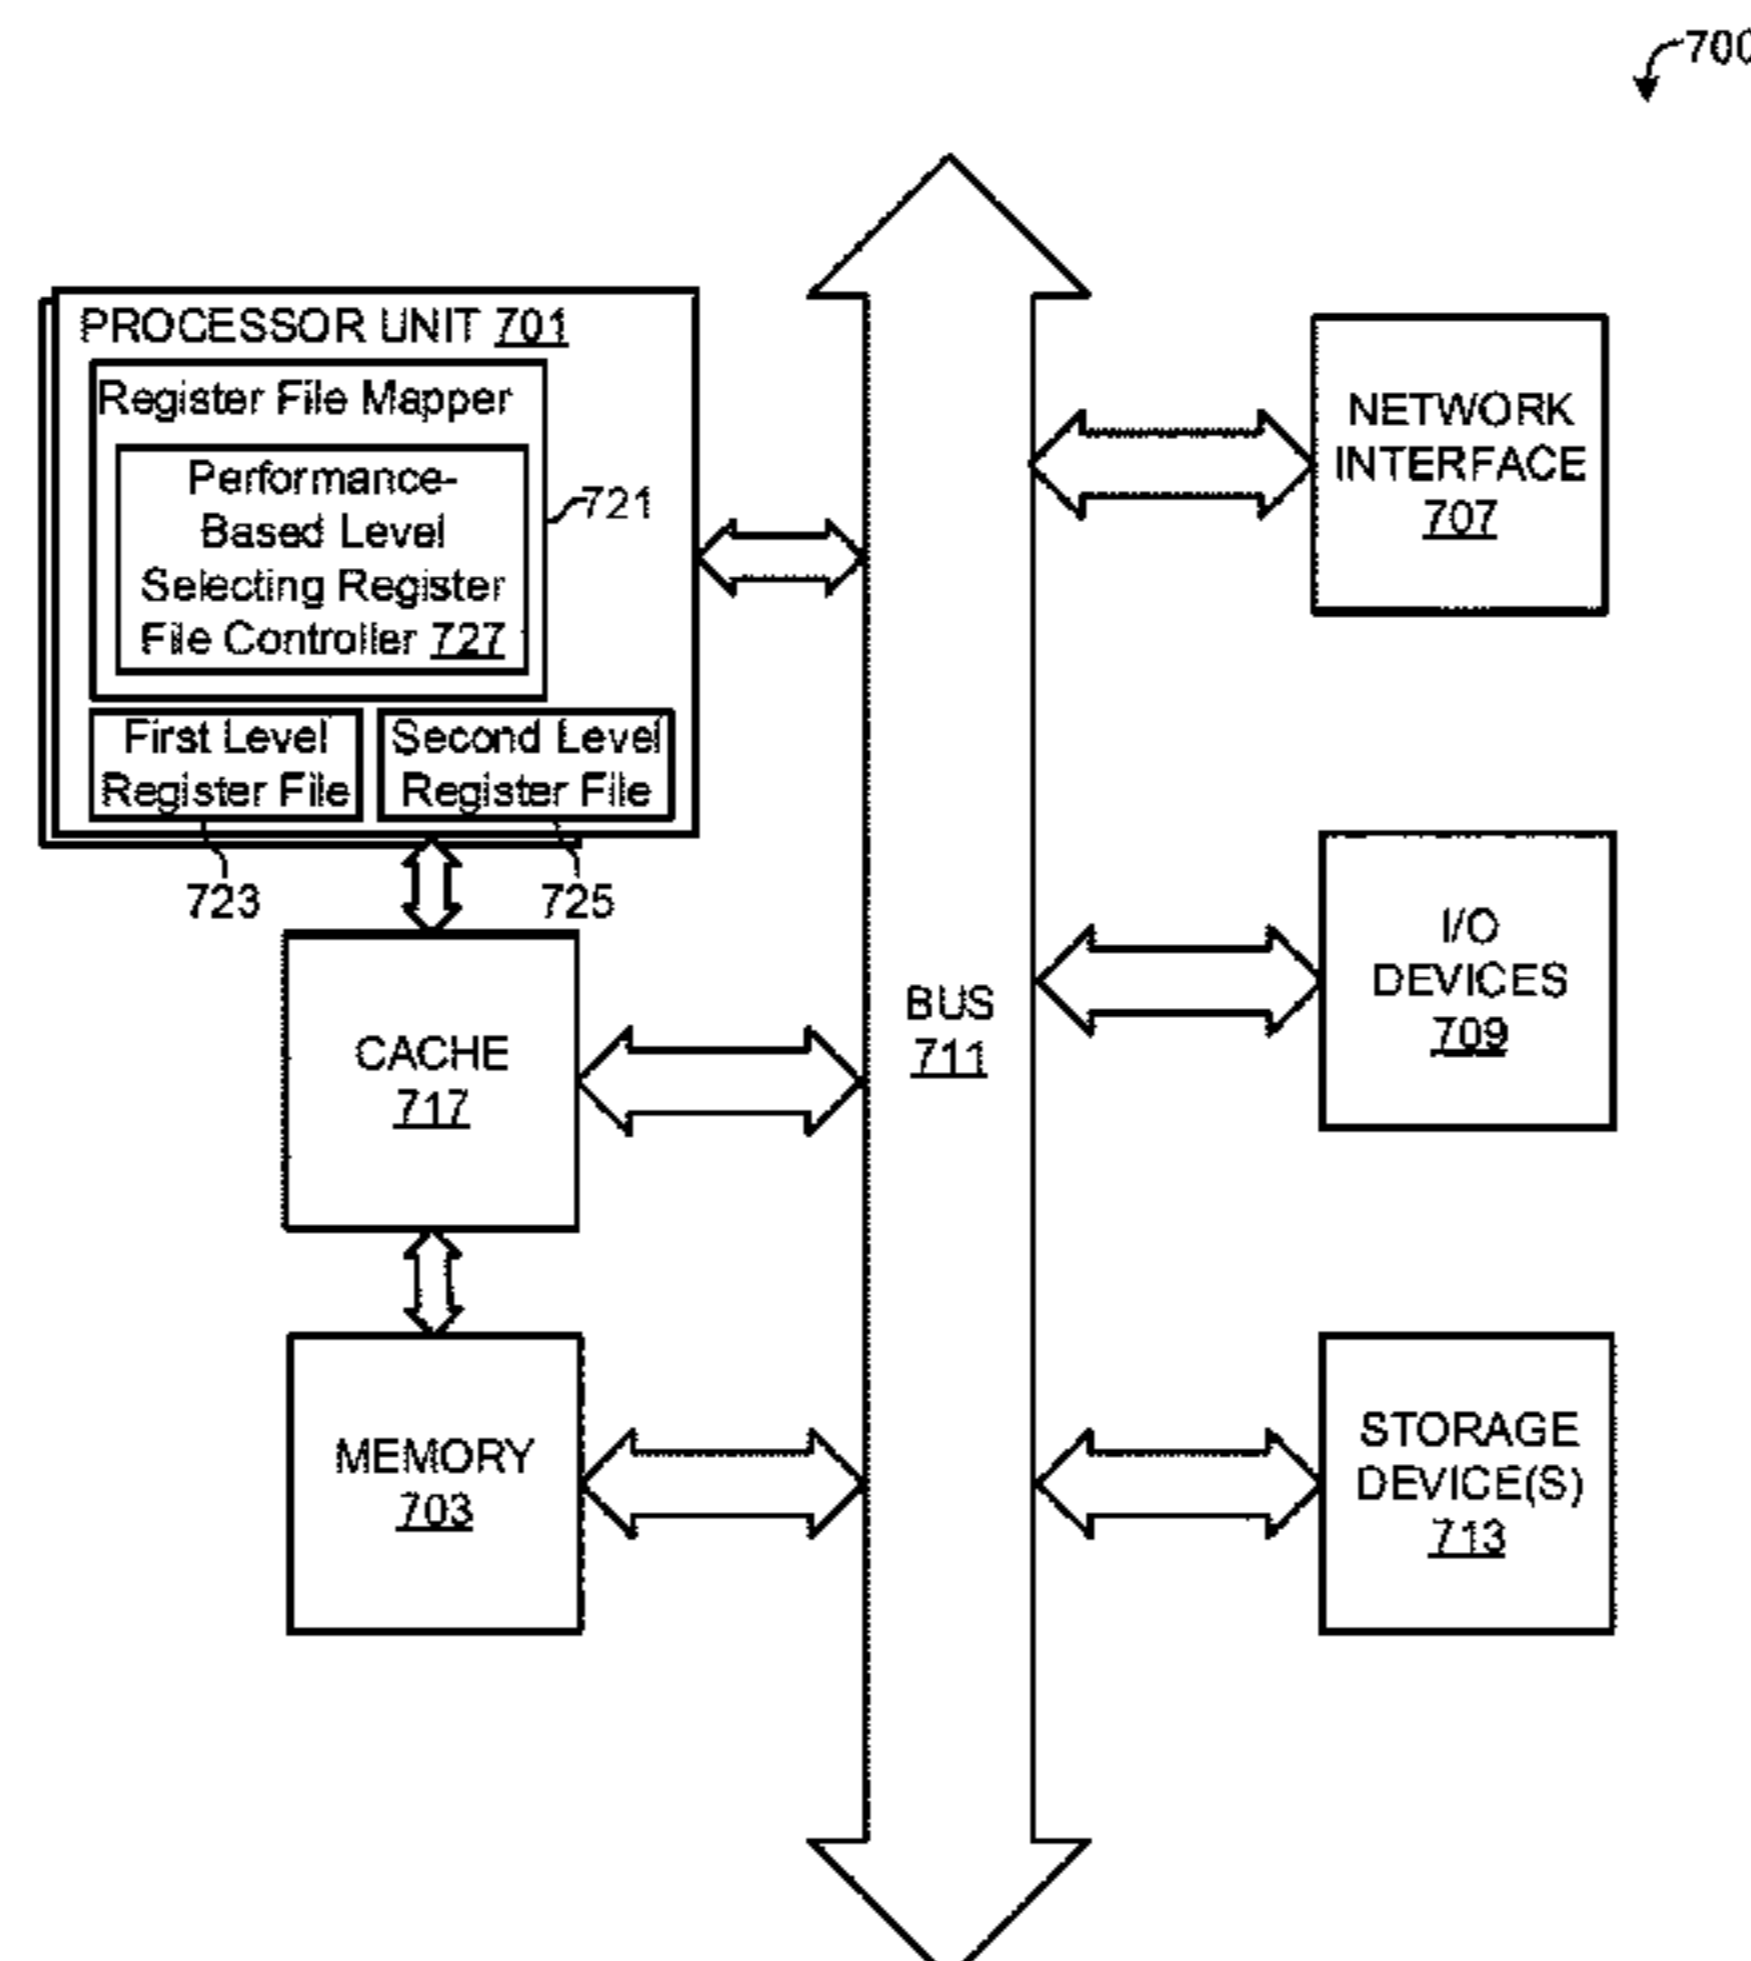 700
PROCESSOR UNIT 701
Register File Mapper
Performance-
Based Level
Selecting Register
File Controller 727
721
First Level
Register File
Second Level
Register File
723
725
CACHE
717
MEMORY
703
BUS
711
NETWORK
INTERFACE
707
I/O
DEVICES
709
STORAGE
DEVICE(S)
713